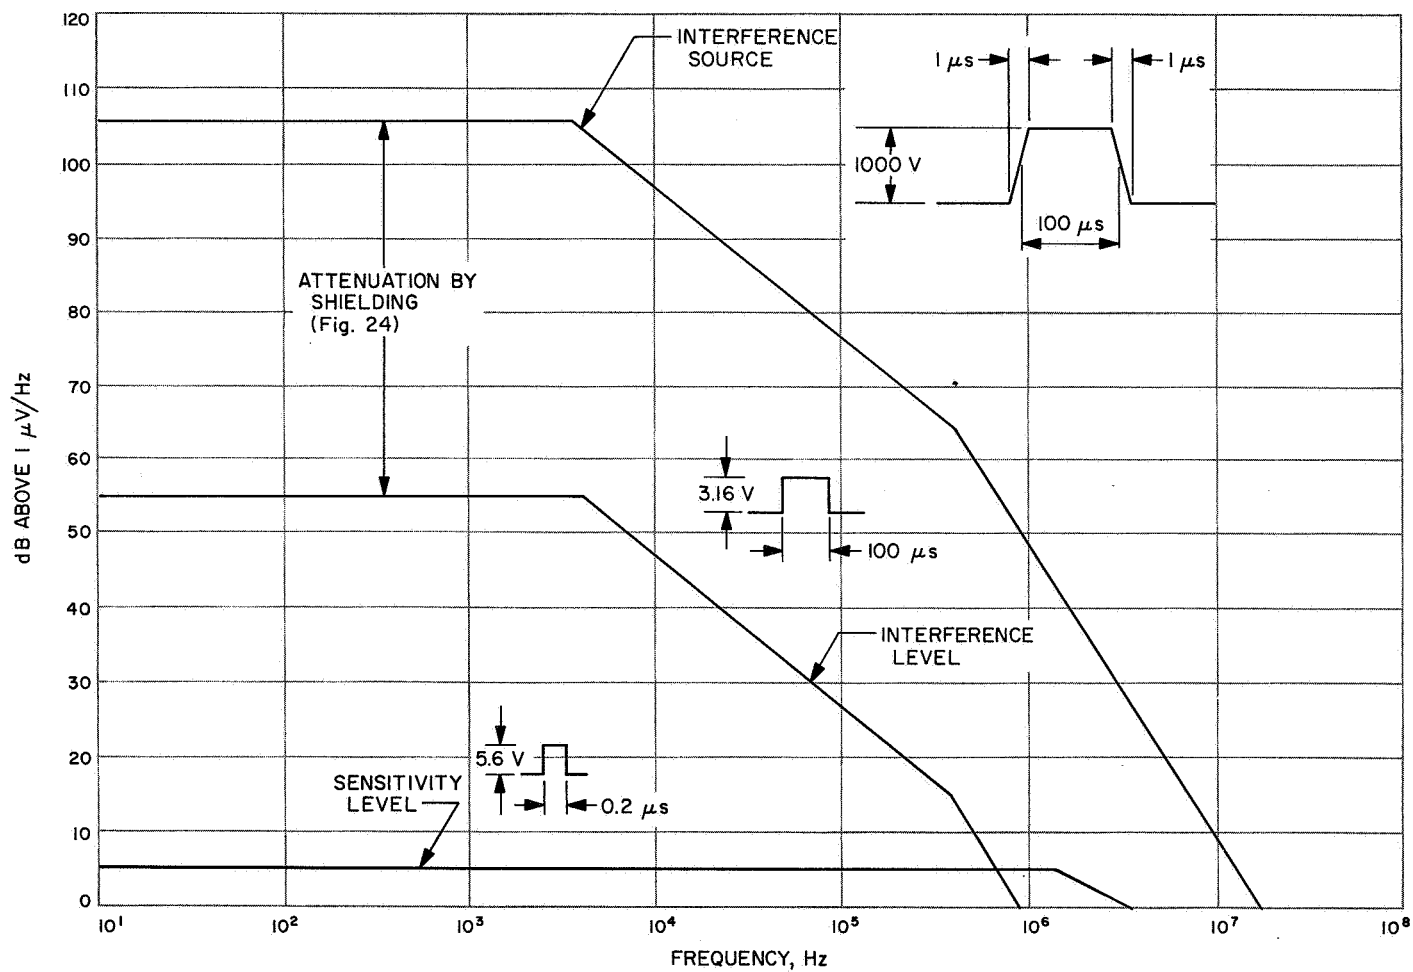 120
110
100
90
80
70
60
50
40
30
20
10
0
dB ABOVE 1 μV/Hz
INTERFERENCE
SOURCE
1 μs
1 μs
1000 V
100 μs
ATTENUATION BY
SHIELDING
(Fig. 24)
3.16 V
100 μs
INTERFERENCE
LEVEL
5.6 V
0.2 μs
SENSITIVITY
LEVEL
10¹
10²
10³
10⁴
10⁵
10⁶
10⁷
10⁸
FREQUENCY, Hz